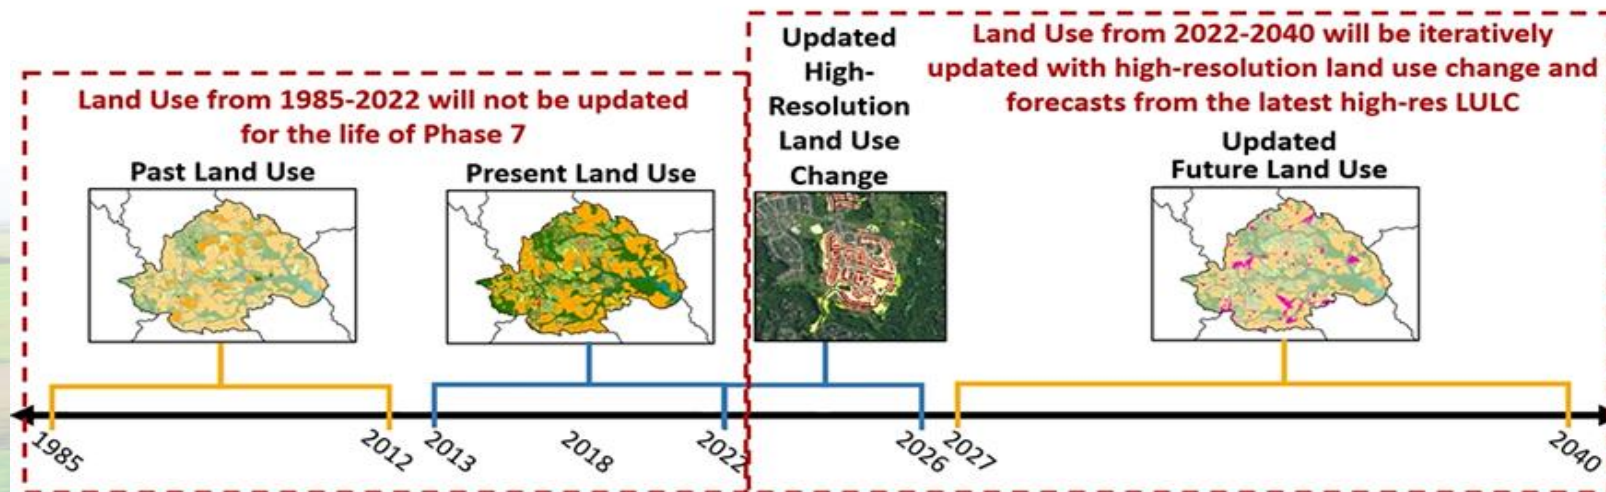 Land Use from 1985-2022 will not be updated
for the life of Phase 7
Past Land Use
Present Land Use
Updated
High-
Resolution
Land Use
Change
Land Use from 2022-2040 will be iteratively
updated with high-resolution land use change and
forecasts from the latest high-res LULC
Updated
Future Land Use
1985
2012
2013
2018
2022
2026
2027
2040